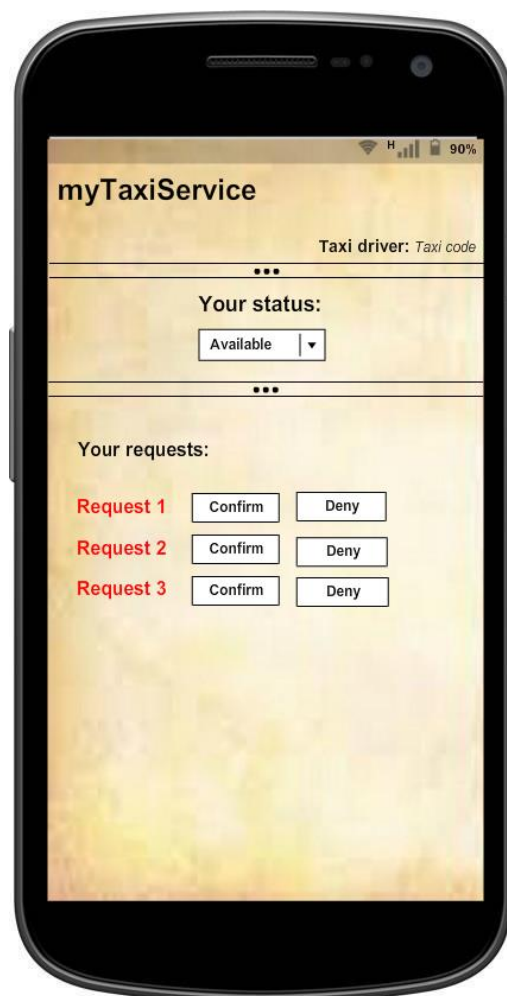 H 90%
myTaxiService
Taxi driver: Taxi code
Your status:
Available
Your requests:
Request 1 Confirm Deny
Request 2 Confirm Deny
Request 3 Confirm Deny